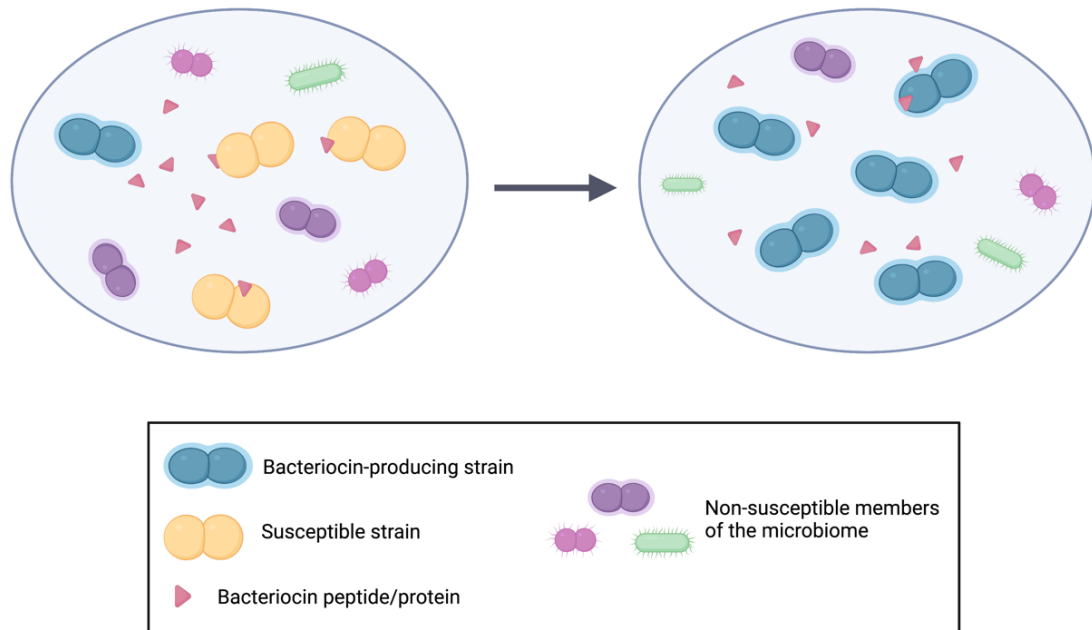 Bacteriocin-producing strain
Susceptible strain
Bacteriocin peptide/protein
Non-susceptible members
of the microbiome